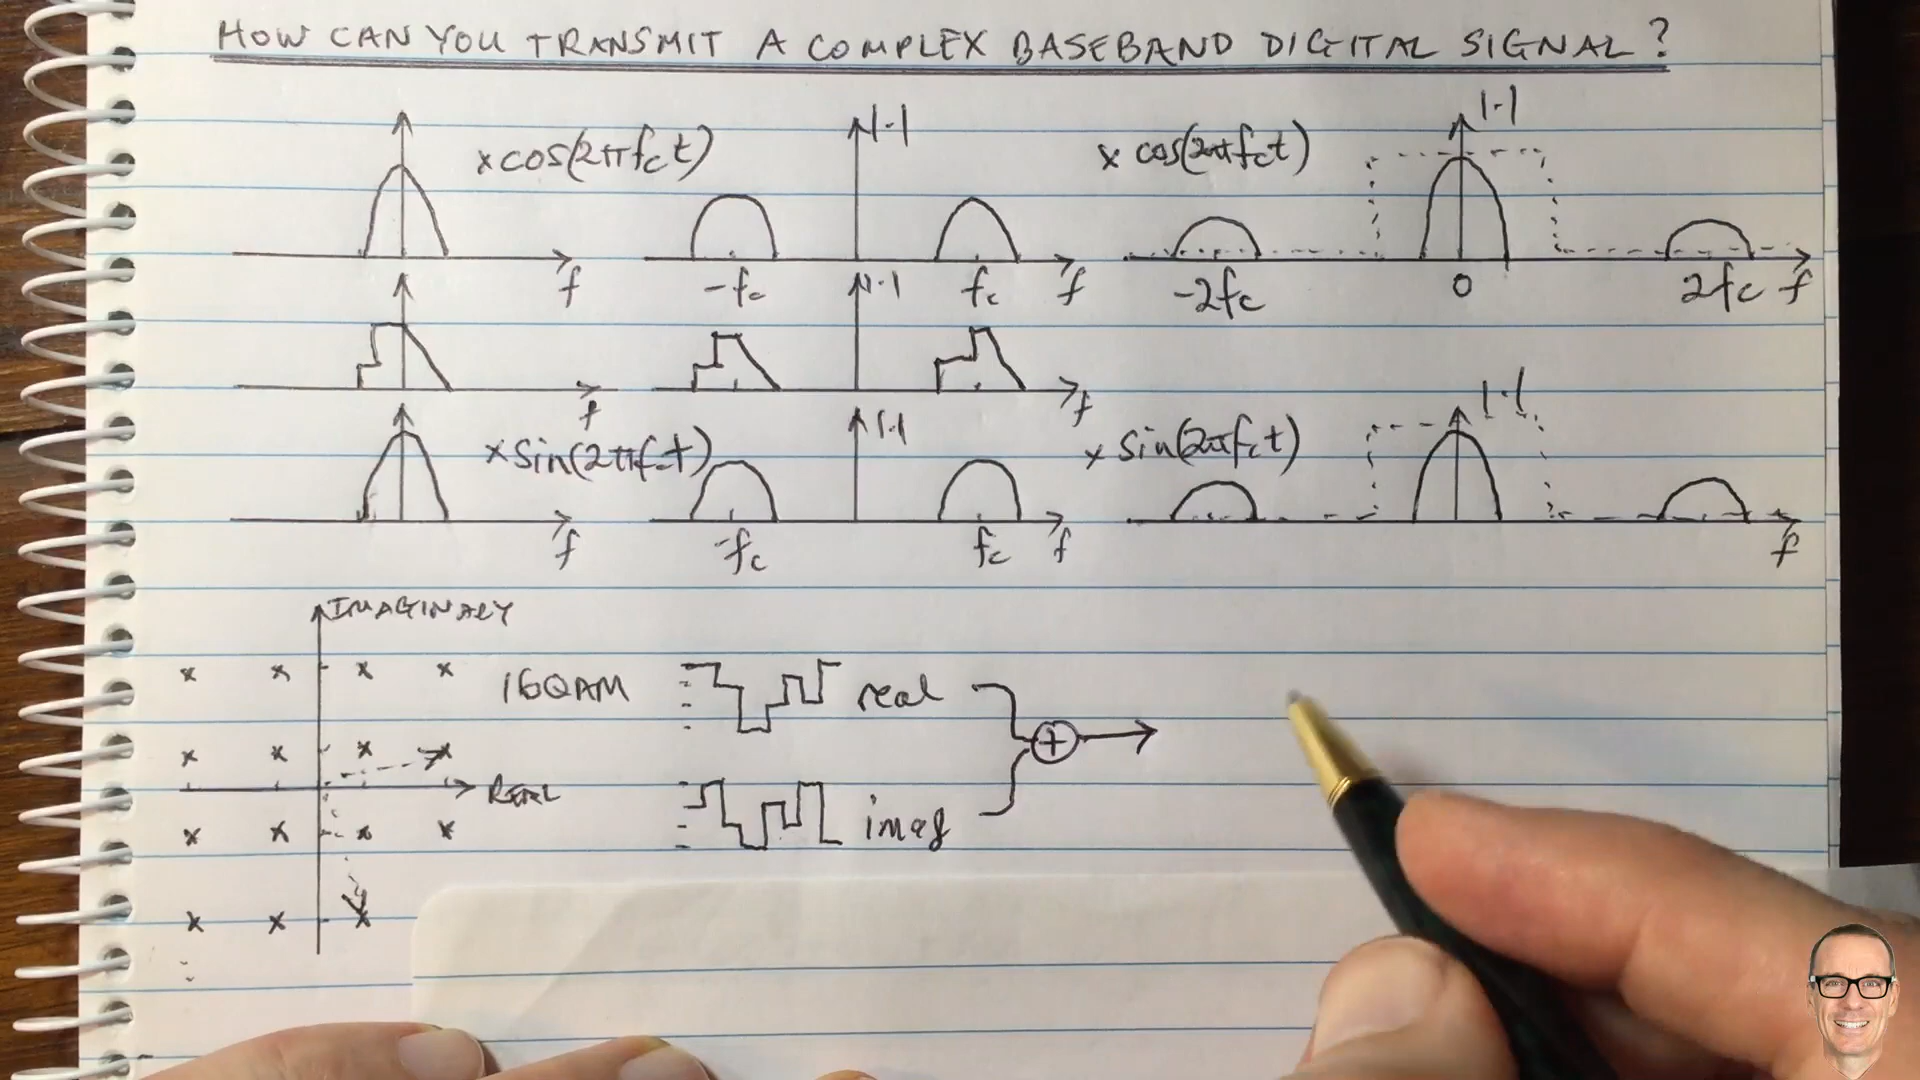 HOW CAN YOU TRANSMIT A COMPLEX BASEBAND DIGITAL SIGNAL?
|·| |·|
×cos(2πfct) × cos(2πfct)
f -fc fc f -2fc 0 2fc f
|·|
f f
|·| |·|
×sin(2πfct) × sin(2πfct)
f -fc fc f f
IMAGINARY
16QAM real
+
REAL
imag